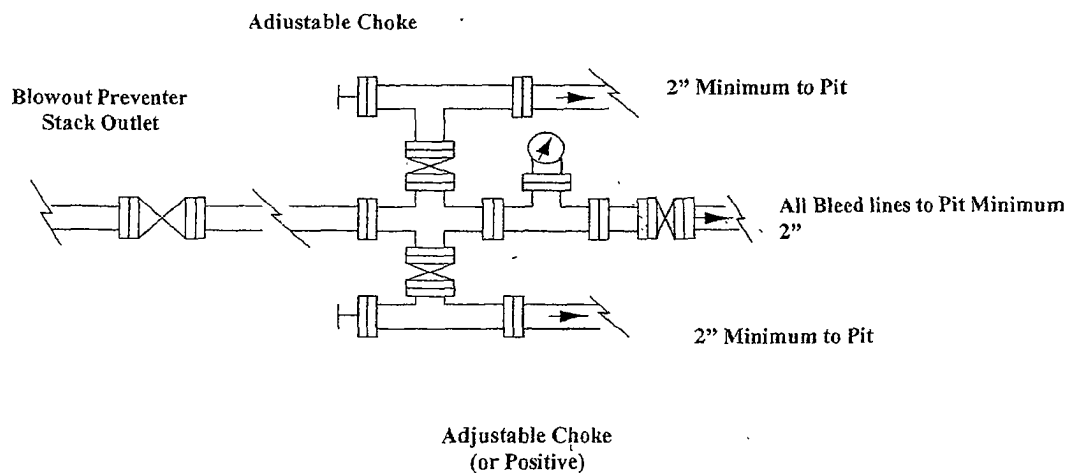 Adiustable Choke
2" Minimum to Pit
Blowout Preventer
Stack Outlet
All Bleed lines to Pit Minimum
2"
2" Minimum to Pit
Adjustable Choke
(or Positive)